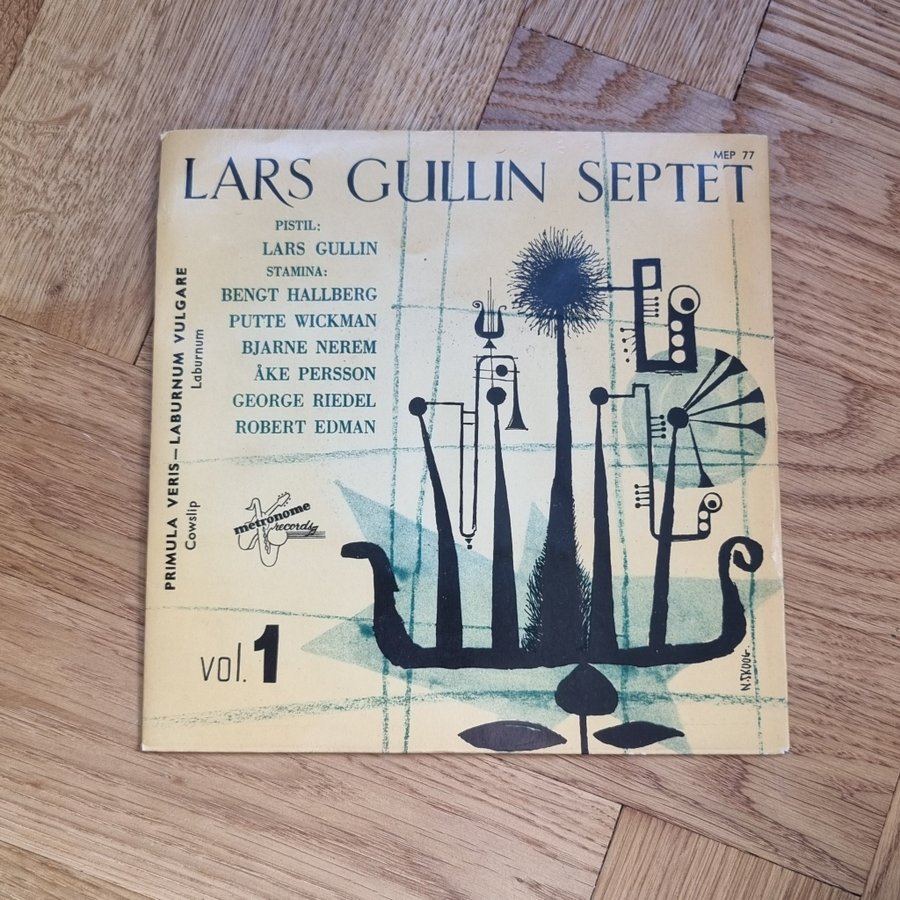 MEP 77
LARS GULLIN SEPTET
PISTIL:
LARS GULLIN
STAMINA:
BENGT HALLBERG
PUTTE WICKMAN
BJARNE NEREM
ÅKE PERSSON
GEORGE RIEDEL
ROBERT EDMAN
PRIMULA VERIS—LABURNUM VULGARE
Cowslip Laburnum
metronome
records
vol. 1
N.SKOOG